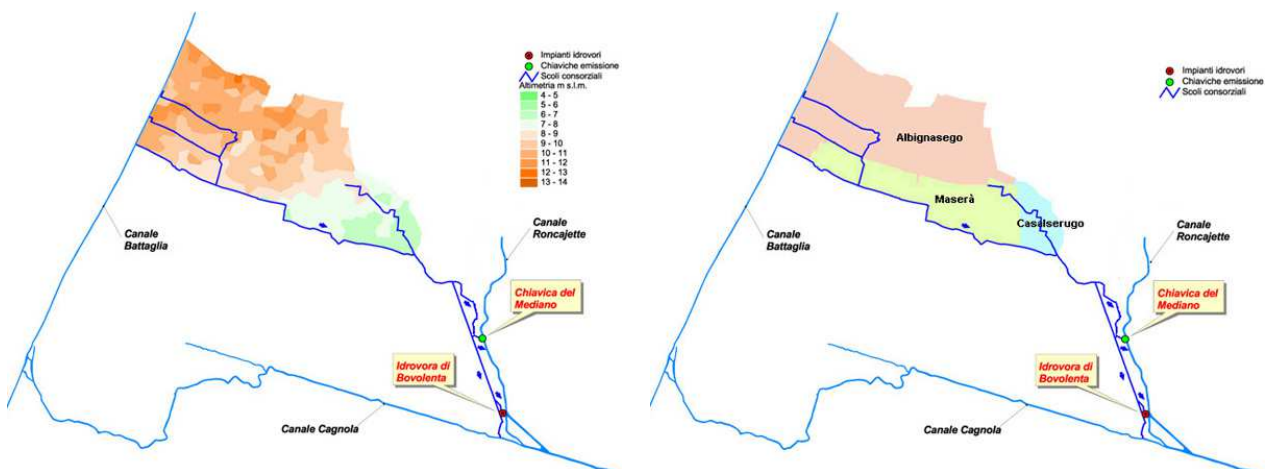 Impianti idrovori
Chiaviche emissione
Scoli consorziali
Altimetria m s.l.m.
4 - 5
5 - 6
6 - 7
7 - 8
8 - 9
9 - 10
10 - 11
11 - 12
12 - 13
13 - 14
Canale
Battaglia
Canale
Roncajette
Chiavica del
Mediano
Idrovora di
Bovolenta
Canale Cagnola
Impianti idrovori
Chiaviche emissione
Scoli consorziali
Albignasego
Maserà
Casalserugo
Canale
Battaglia
Canale
Roncajette
Chiavica del
Mediano
Idrovora di
Bovolenta
Canale Cagnola